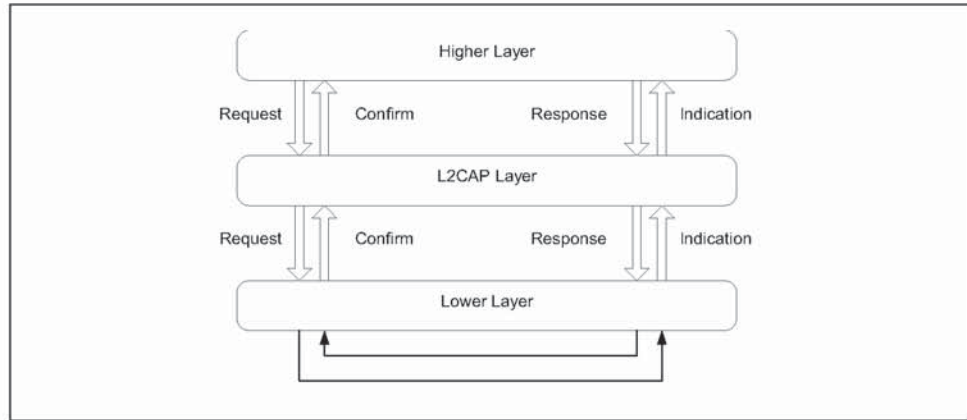 Higher Layer
Request Confirm Response Indication
L2CAP Layer
Request Confirm Response Indication
Lower Layer